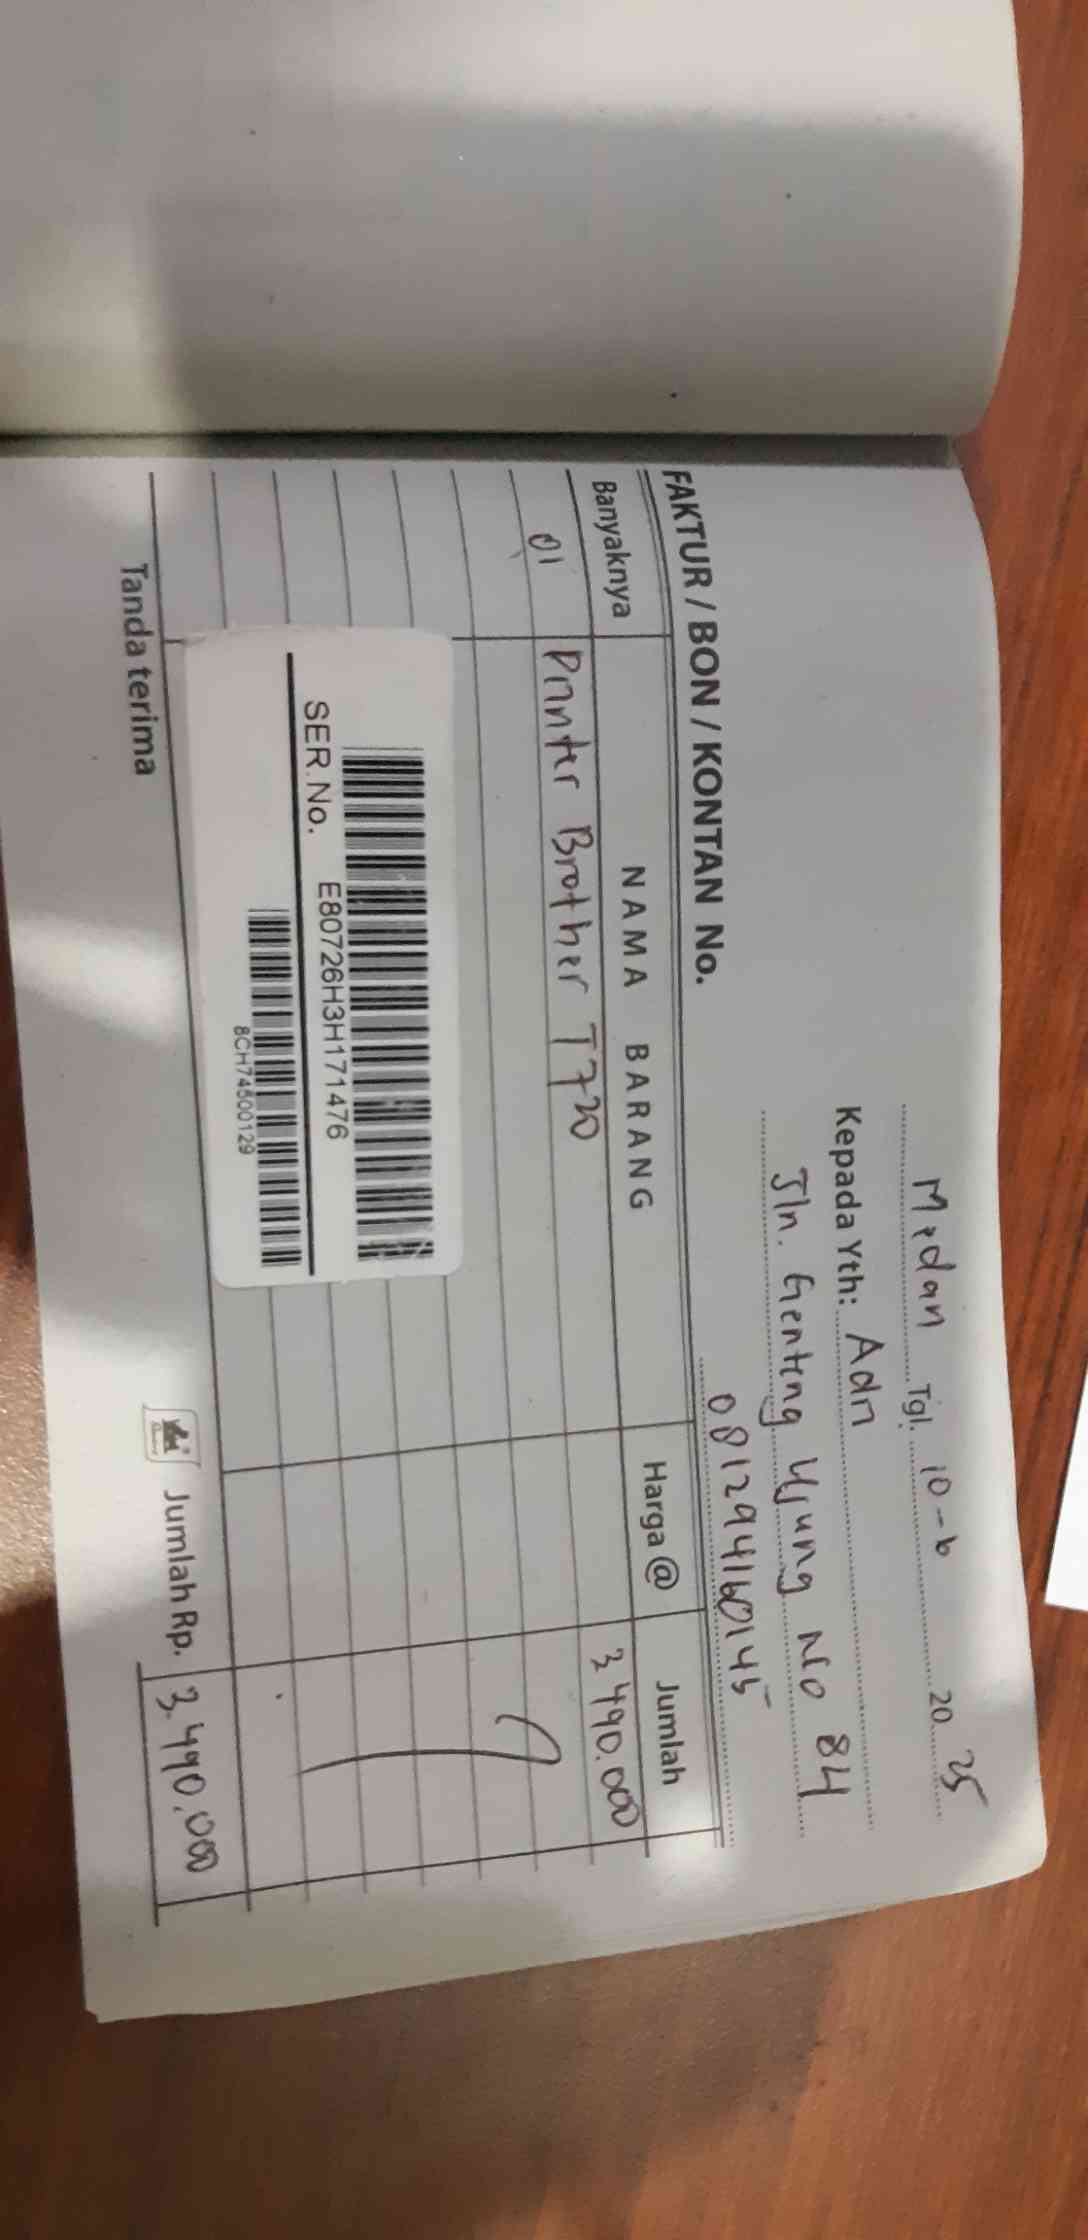 Medan Tgl. 10-6 20 25
Kepada Yth: Adn
Jln. Genteng Ujung No 84
081294160145
FAKTUR / BON / KONTAN No.
Banyaknya NAMA BARANG Harga @ Jumlah
01 Printer Brother T720 3.490.000
SER. No. E80726H3H171476
8CH74500129
Tanda terima Jumlah Rp. 3.490.000